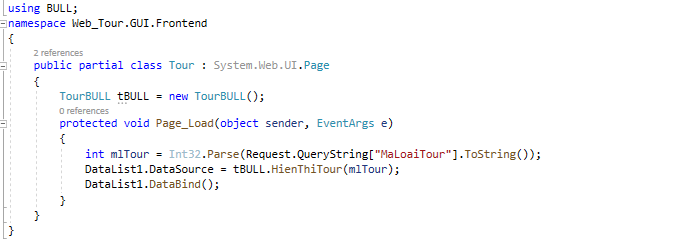 using BULL;
namespace Web_Tour.GUI.Frontend
{
2 references
public partial class Tour : System.Web.UI.Page
{
TourBULL tBULL = new TourBULL();
0 references
protected void Page_Load(object sender, EventArgs e)
{
int mlTour = Int32.Parse(Request.QueryString["MaLoaiTour"].ToString());
DataList1.DataSource = tBULL.HienThiTour(mlTour);
DataList1.DataBind();
}
}
}